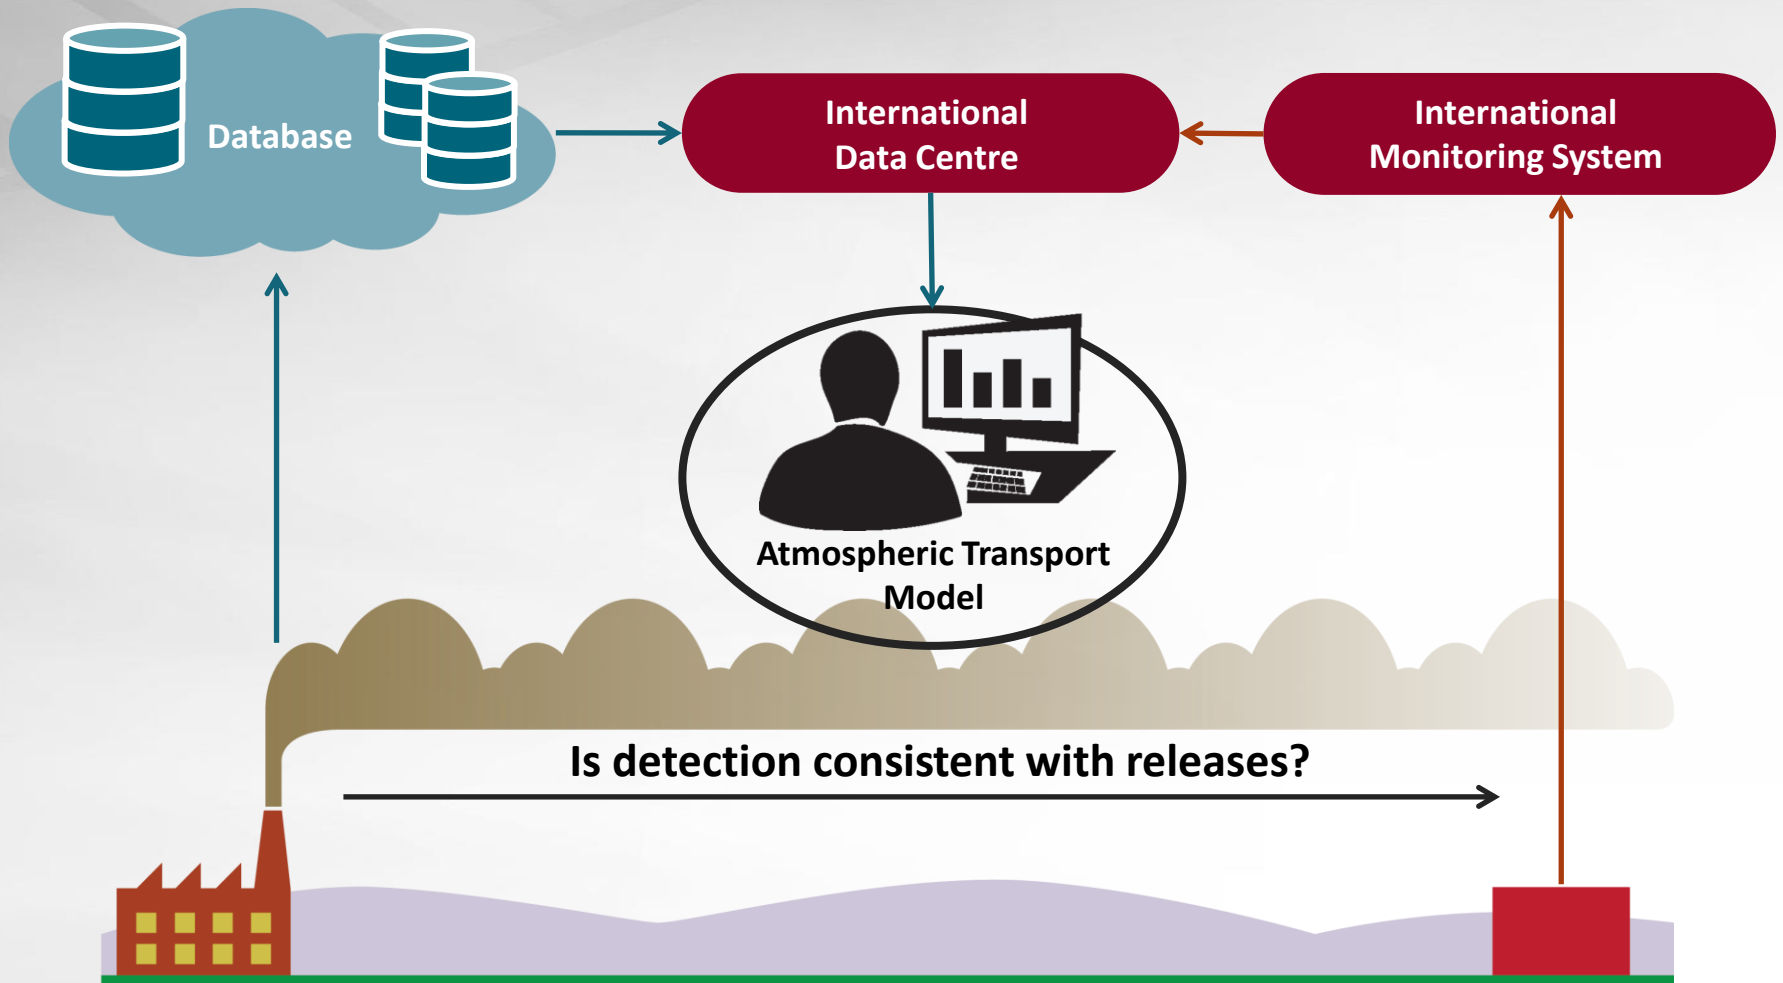 Database
International
Data Centre
International
Monitoring System
Atmospheric Transport
Model
Is detection consistent with releases?